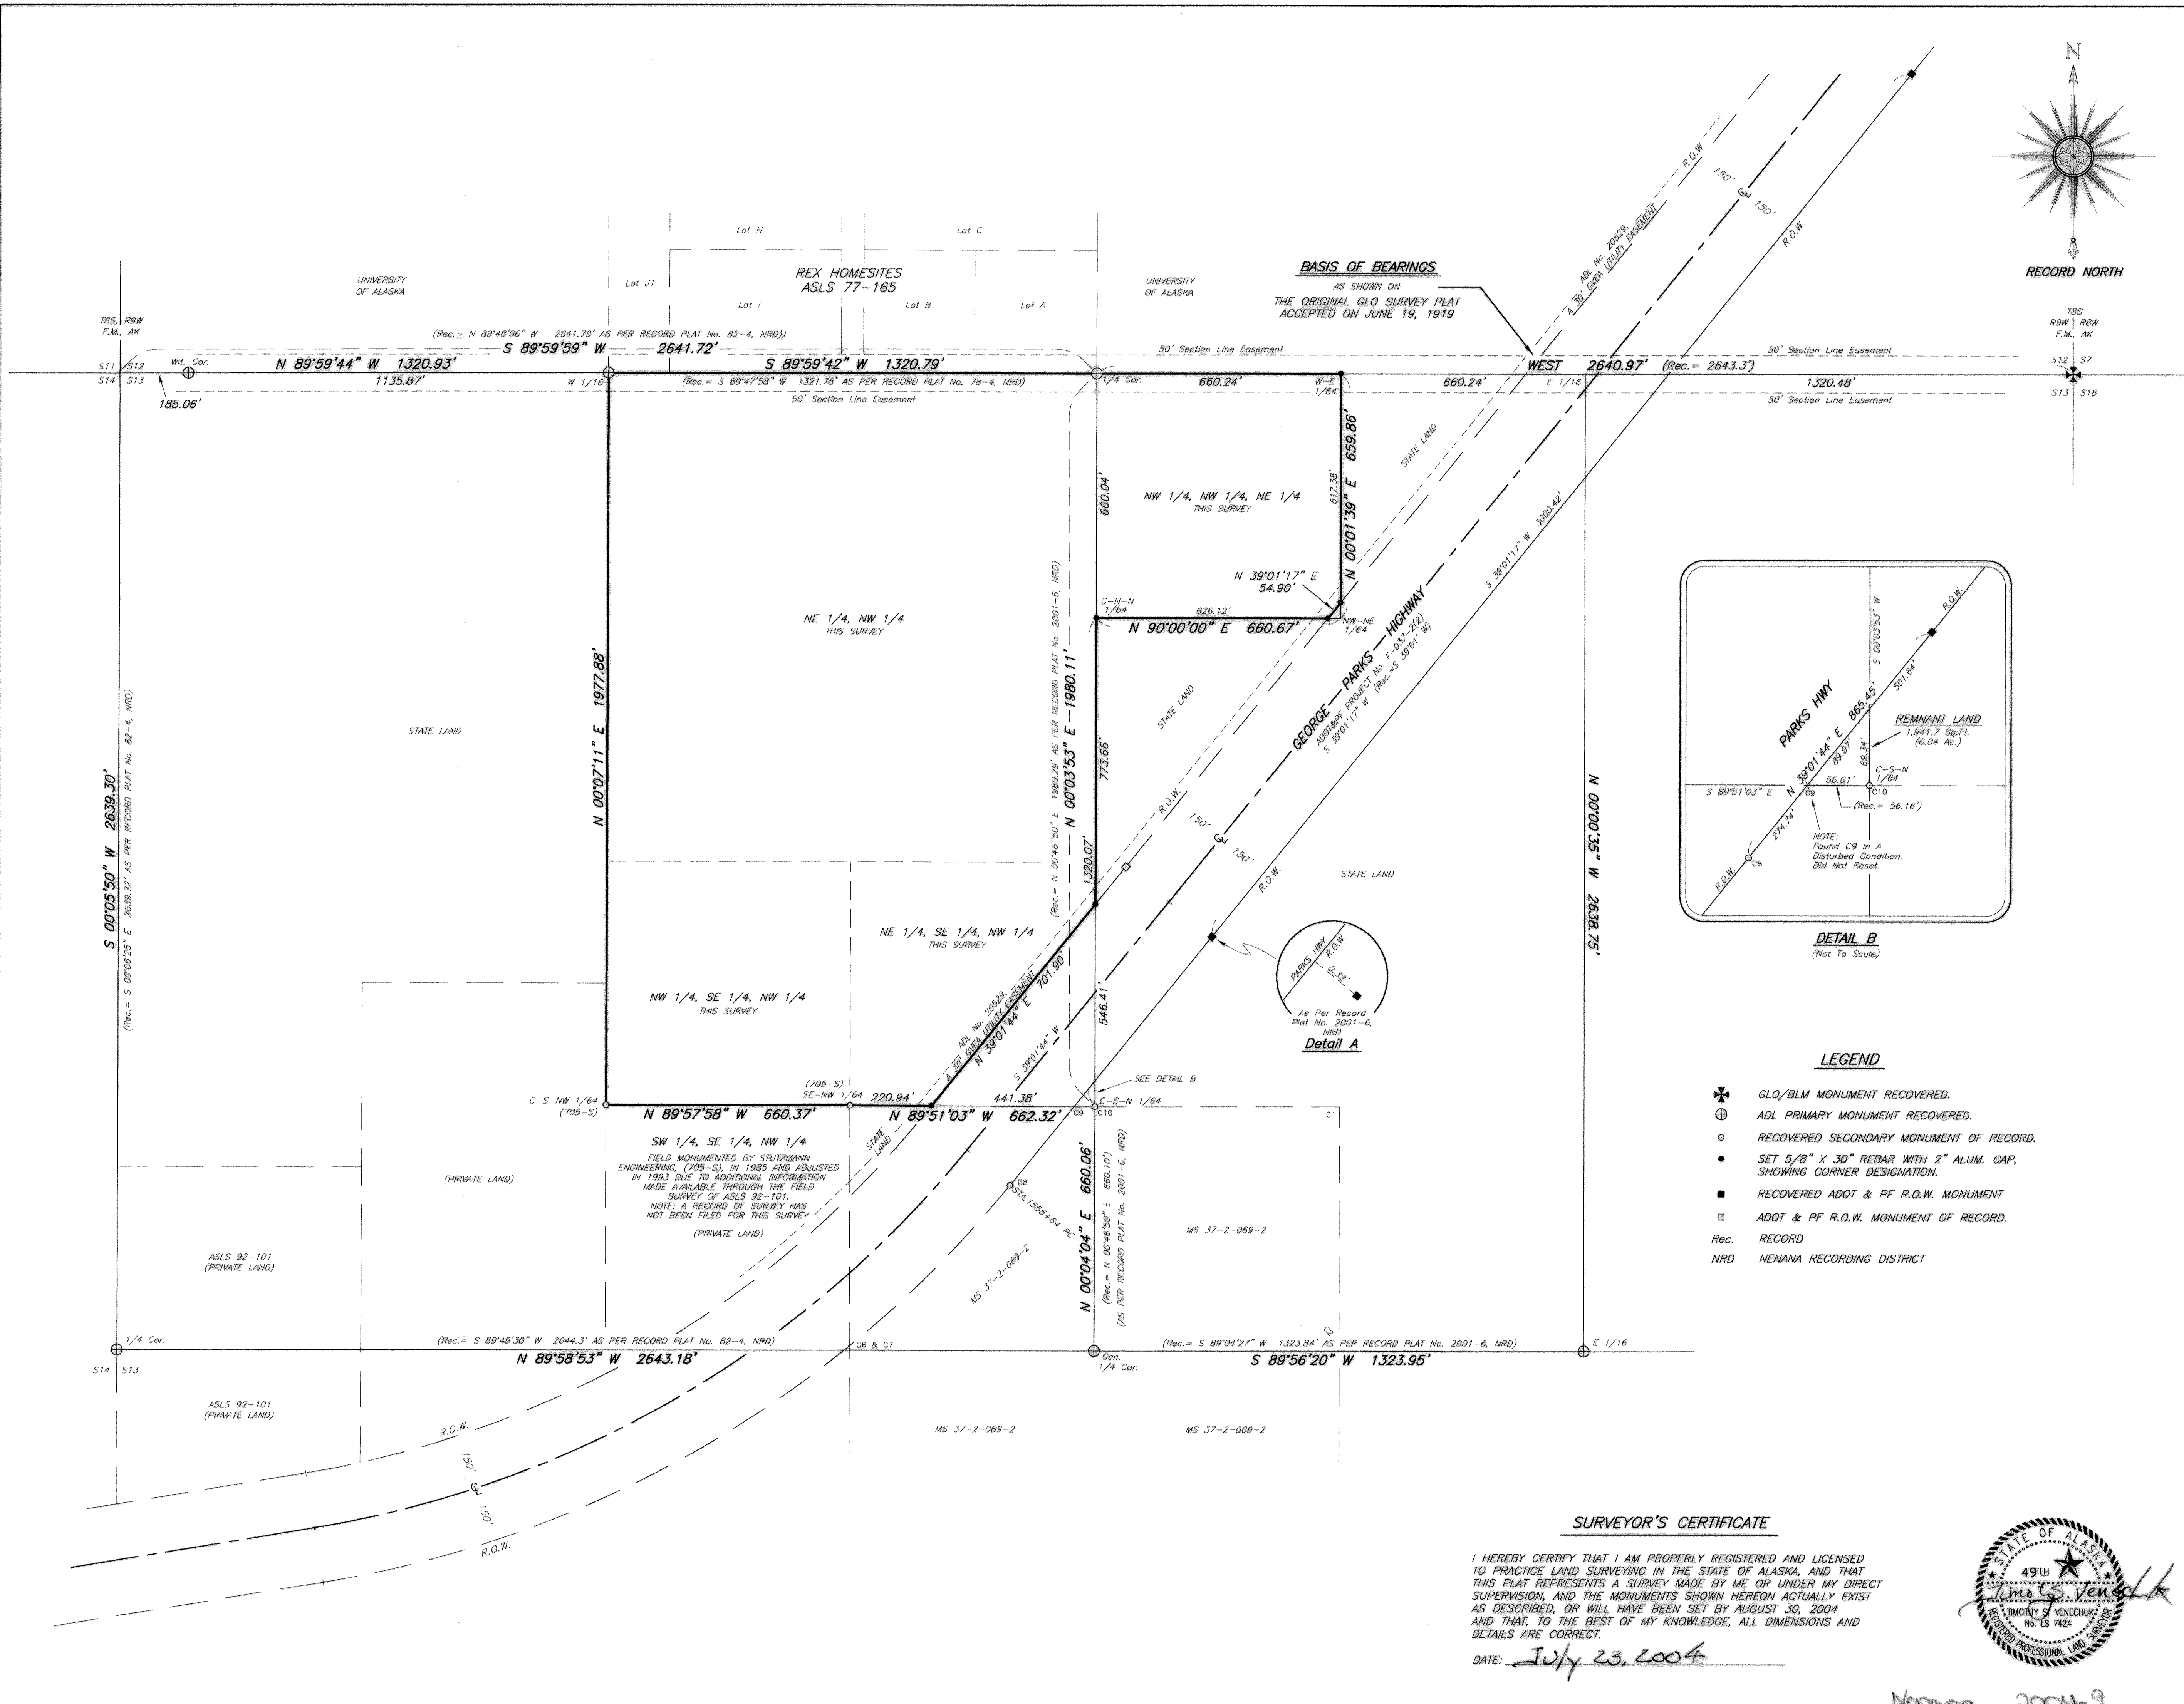 N
RECORD NORTH
T8S
R9W | R8W
F.M., AK
S12 S7
S13 S18
BASIS OF BEARINGS
AS SHOWN ON
THE ORIGINAL GLO SURVEY PLAT
ACCEPTED ON JUNE 19, 1919
Lot H
Lot C
REX HOMESITES
ASLS 77-165
Lot J1
Lot I
Lot B
Lot A
UNIVERSITY
OF ALASKA
UNIVERSITY
OF ALASKA
T8S, R9W
F.M., AK
S11 S12
S14 S13
Wit. Cor.
(Rec.= N 89°48'06" W 2641.79' AS PER RECORD PLAT No. 82-4, NRD))
S 89°59'59" W 2641.72'
N 89°59'44" W 1320.93'
1135.87'
185.06'
W 1/16
S 89°59'42" W 1320.79'
(Rec.= S 89°47'58" W 1321.78' AS PER RECORD PLAT No. 78-4, NRD)
50' Section Line Easement
1/4 Cor.
50' Section Line Easement
660.24'
W-E
1/64
660.24'
E 1/16
WEST 2640.97' (Rec.= 2643.3')
50' Section Line Easement
1320.48'
50' Section Line Easement
ADL No. 20529,
A 30' GVEA UTILITY EASEMENT
R.O.W.
150'
150'
R.O.W.
STATE LAND
N 00°01'39" E 659.86'
617.38'
660.04'
NW 1/4, NW 1/4, NE 1/4
THIS SURVEY
N 39°01'17" E
54.90'
C-N-N
1/64
626.12'
N 90°00'00" E 660.67'
NW-NE
1/64
S 39°01'17" W 3000.42'
GEORGE PARKS HIGHWAY
ADOT&PF PROJECT No. F-037-2(2)
S 39°01'17" W (Rec.=S 39°01' W)
NE 1/4, NW 1/4
THIS SURVEY
N 00°07'11" E 1977.88'
(Rec.= N 00°46'50" E 1980.29' AS PER RECORD PLAT No. 2001-6, NRD)
N 00°03'53" E 1980.11'
773.66'
1320.07'
546.41'
STATE LAND
STATE LAND
R.O.W.
150'
150'
R.O.W.
STATE LAND
S 00°05'50" W 2639.30'
(Rec.= S 00°06'25" E 2639.72' AS PER RECORD PLAT No. 82-4, NRD)
N 00°00'35" W 2638.75'
NE 1/4, SE 1/4, NW 1/4
THIS SURVEY
NW 1/4, SE 1/4, NW 1/4
THIS SURVEY
ADL No. 20529,
A 30' GVEA UTILITY EASEMENT
N 39°01'44" E 701.90'
S 39°01'44" W
PARKS HWY
R.O.W.
0.32'
As Per Record
Plat No. 2001-6,
NRD
Detail A
C-S-NW 1/64
(705-S)
(705-S)
SE-NW 1/64
220.94'
N 89°57'58" W 660.37'
N 89°51'03" W 662.32'
441.38'
SEE DETAIL B
C-S-N 1/64
C9
C10
C1
SW 1/4, SE 1/4, NW 1/4
FIELD MONUMENTED BY STUTZMANN
ENGINEERING, (705-S), IN 1985 AND ADJUSTED
IN 1993 DUE TO ADDITIONAL INFORMATION
MADE AVAILABLE THROUGH THE FIELD
SURVEY OF ASLS 92-101.
NOTE: A RECORD OF SURVEY HAS
NOT BEEN FILED FOR THIS SURVEY.
(PRIVATE LAND)
(PRIVATE LAND)
STATE
LAND
C8
STA.1555+64 PC
MS 37-2-069-2
N 00°04'04" E 660.06'
(Rec.= N 00°46'50" E 660.10')
(AS PER RECORD PLAT No. 2001-6, NRD)
MS 37-2-069-2
ASLS 92-101
(PRIVATE LAND)
1/4 Cor.
(Rec.= S 89°49'30" W 2644.3' AS PER RECORD PLAT No. 82-4, NRD)
N 89°58'53" W 2643.18'
C6 & C7
Cen.
1/4 Cor.
C2
(Rec.= S 89°04'27" W 1323.84' AS PER RECORD PLAT No. 2001-6, NRD)
S 89°56'20" W 1323.95'
E 1/16
S14 S13
ASLS 92-101
(PRIVATE LAND)
R.O.W.
150'
150'
R.O.W.
MS 37-2-069-2
MS 37-2-069-2
S 00°03'53" W
R.O.W.
PARKS HWY
N 39°01'44" E 865.45'
501.64'
89.07'
REMNANT LAND
1,941.7 Sq.Ft.
(0.04 Ac.)
69.34'
C-S-N
1/64
S 89°51'03" E
56.01'
C9
C10
(Rec.= 56.16')
274.74'
NOTE:
Found C9 In A
Disturbed Condition.
Did Not Reset.
C8
R.O.W.
DETAIL B
(Not To Scale)
LEGEND
GLO/BLM MONUMENT RECOVERED.
ADL PRIMARY MONUMENT RECOVERED.
RECOVERED SECONDARY MONUMENT OF RECORD.
SET 5/8" X 30" REBAR WITH 2" ALUM. CAP,
SHOWING CORNER DESIGNATION.
RECOVERED ADOT & PF R.O.W. MONUMENT
ADOT & PF R.O.W. MONUMENT OF RECORD.
Rec. RECORD
NRD NENANA RECORDING DISTRICT
SURVEYOR'S CERTIFICATE
I HEREBY CERTIFY THAT I AM PROPERLY REGISTERED AND LICENSED
TO PRACTICE LAND SURVEYING IN THE STATE OF ALASKA, AND THAT
THIS PLAT REPRESENTS A SURVEY MADE BY ME OR UNDER MY DIRECT
SUPERVISION, AND THE MONUMENTS SHOWN HEREON ACTUALLY EXIST
AS DESCRIBED, OR WILL HAVE BEEN SET BY AUGUST 30, 2004
AND THAT, TO THE BEST OF MY KNOWLEDGE, ALL DIMENSIONS AND
DETAILS ARE CORRECT.
DATE: July 23, 2004
STATE OF ALASKA
49TH
Timothy S. Venechuk
TIMOTHY S. VENECHUK
No. LS 7424
REGISTERED PROFESSIONAL LAND SURVEYOR